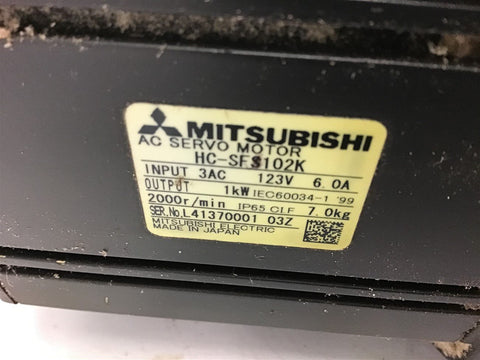 MITSUBISHI
AC SERVO MOTOR
HC-SFS102K
INPUT 3AC 123V 6.0A
OUTPUT 1kW IEC60034-1 '99
2000r/min IP65 CI.F 7.0kg
SER.No.L41370001 03Z
MITSUBISHI ELECTRIC
MADE IN JAPAN